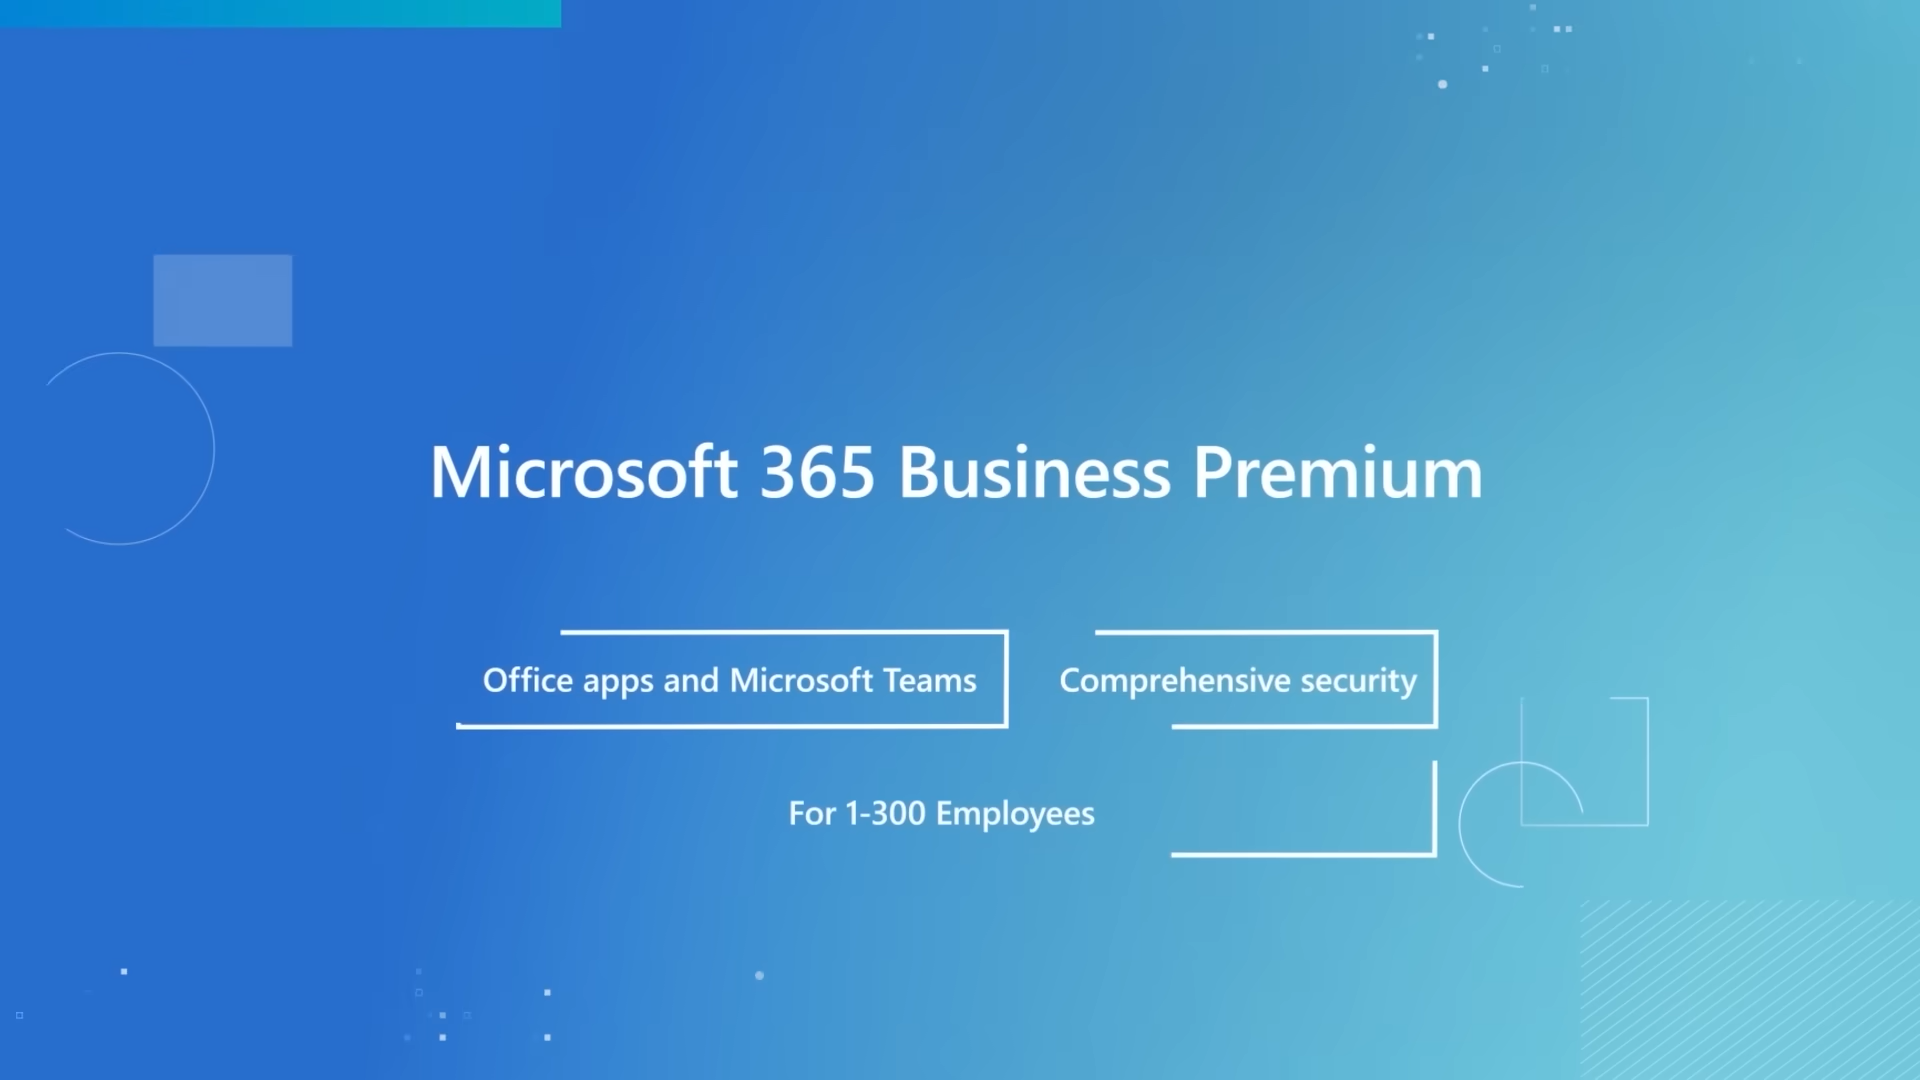 Microsoft 365 Business Premium
Office apps and Microsoft Teams
Comprehensive security
For 1-300 Employees